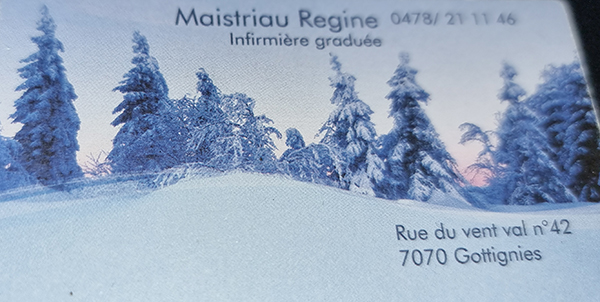 Maistriau Regine 0478/ 21 11 46
Infirmière graduée
Rue du vent val n°42
7070 Gottignies